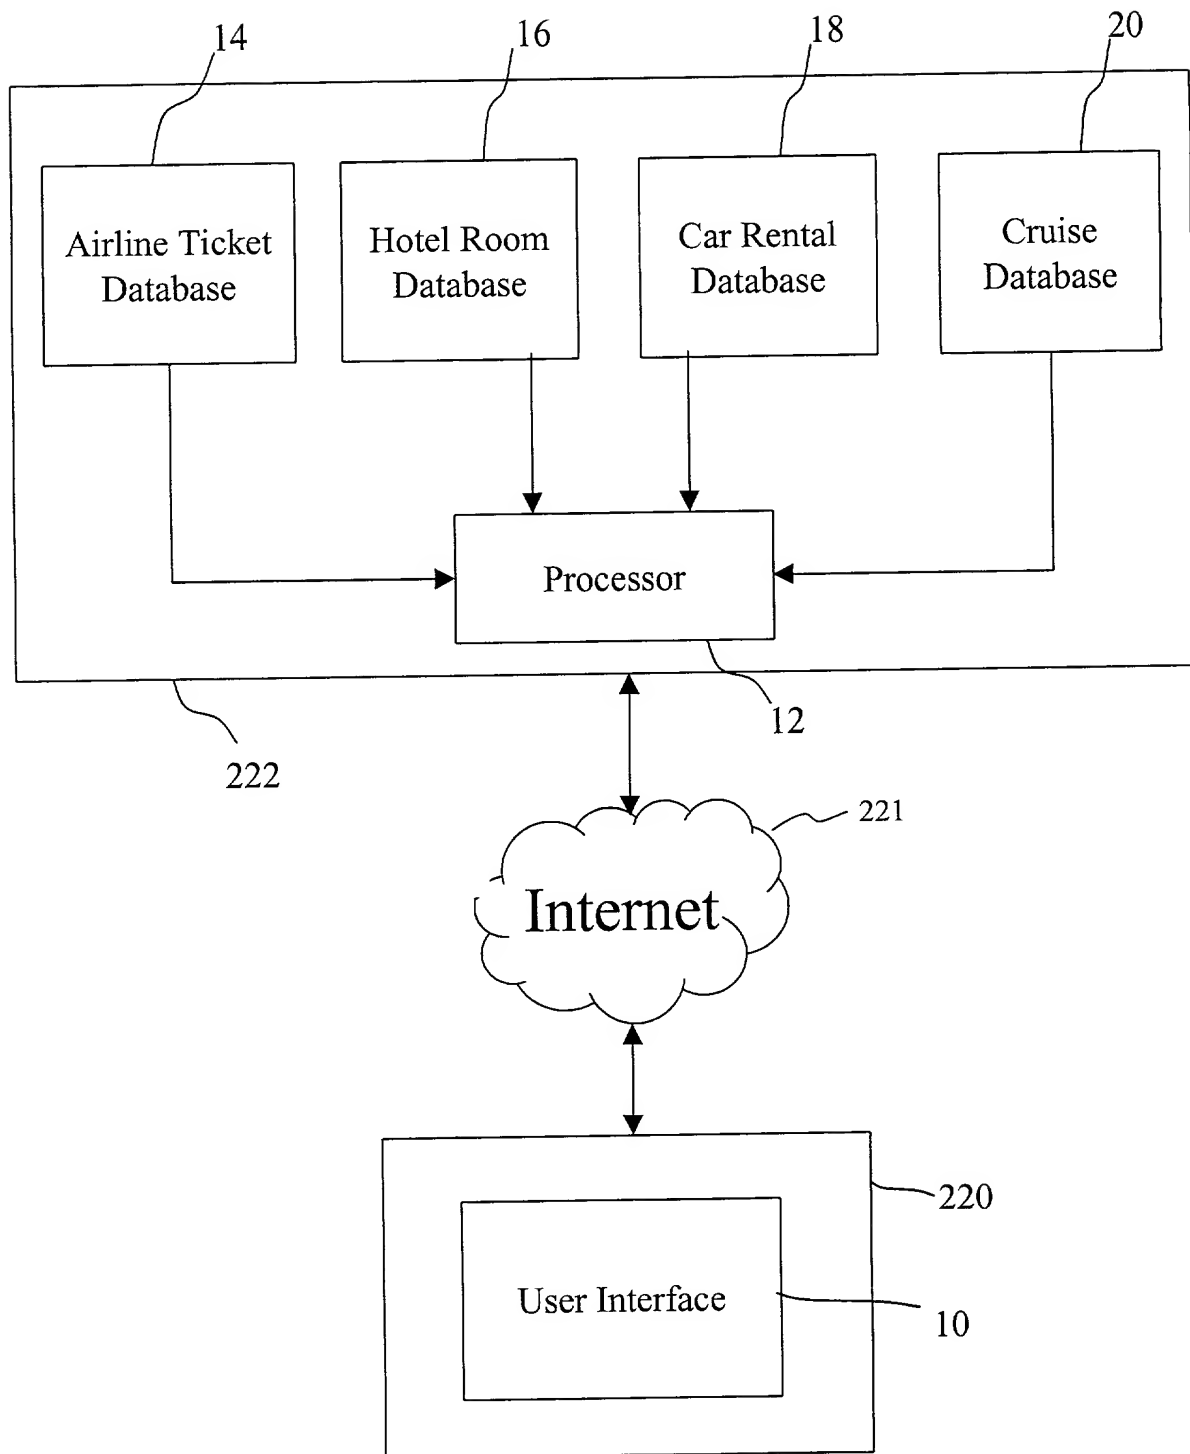 14
16
18
20
Airline Ticket
Database
Hotel Room
Database
Car Rental
Database
Cruise
Database
Processor
12
222
221
Internet
220
User Interface
10